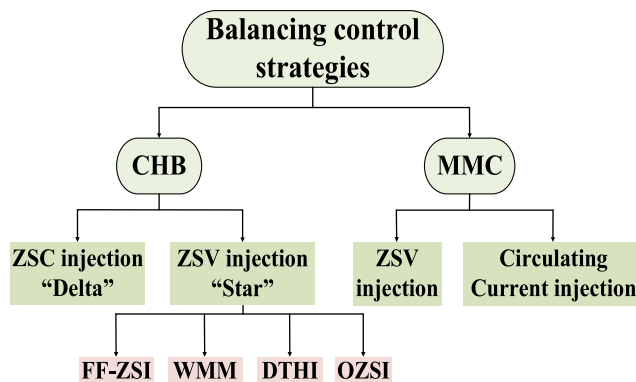 Balancing control
strategies
CHB
MMC
ZSC injection
“Delta”
ZSV injection
“Star”
ZSV
injection
Circulating
Current injection
FF-ZSI
WMM
DTHI
OZSI